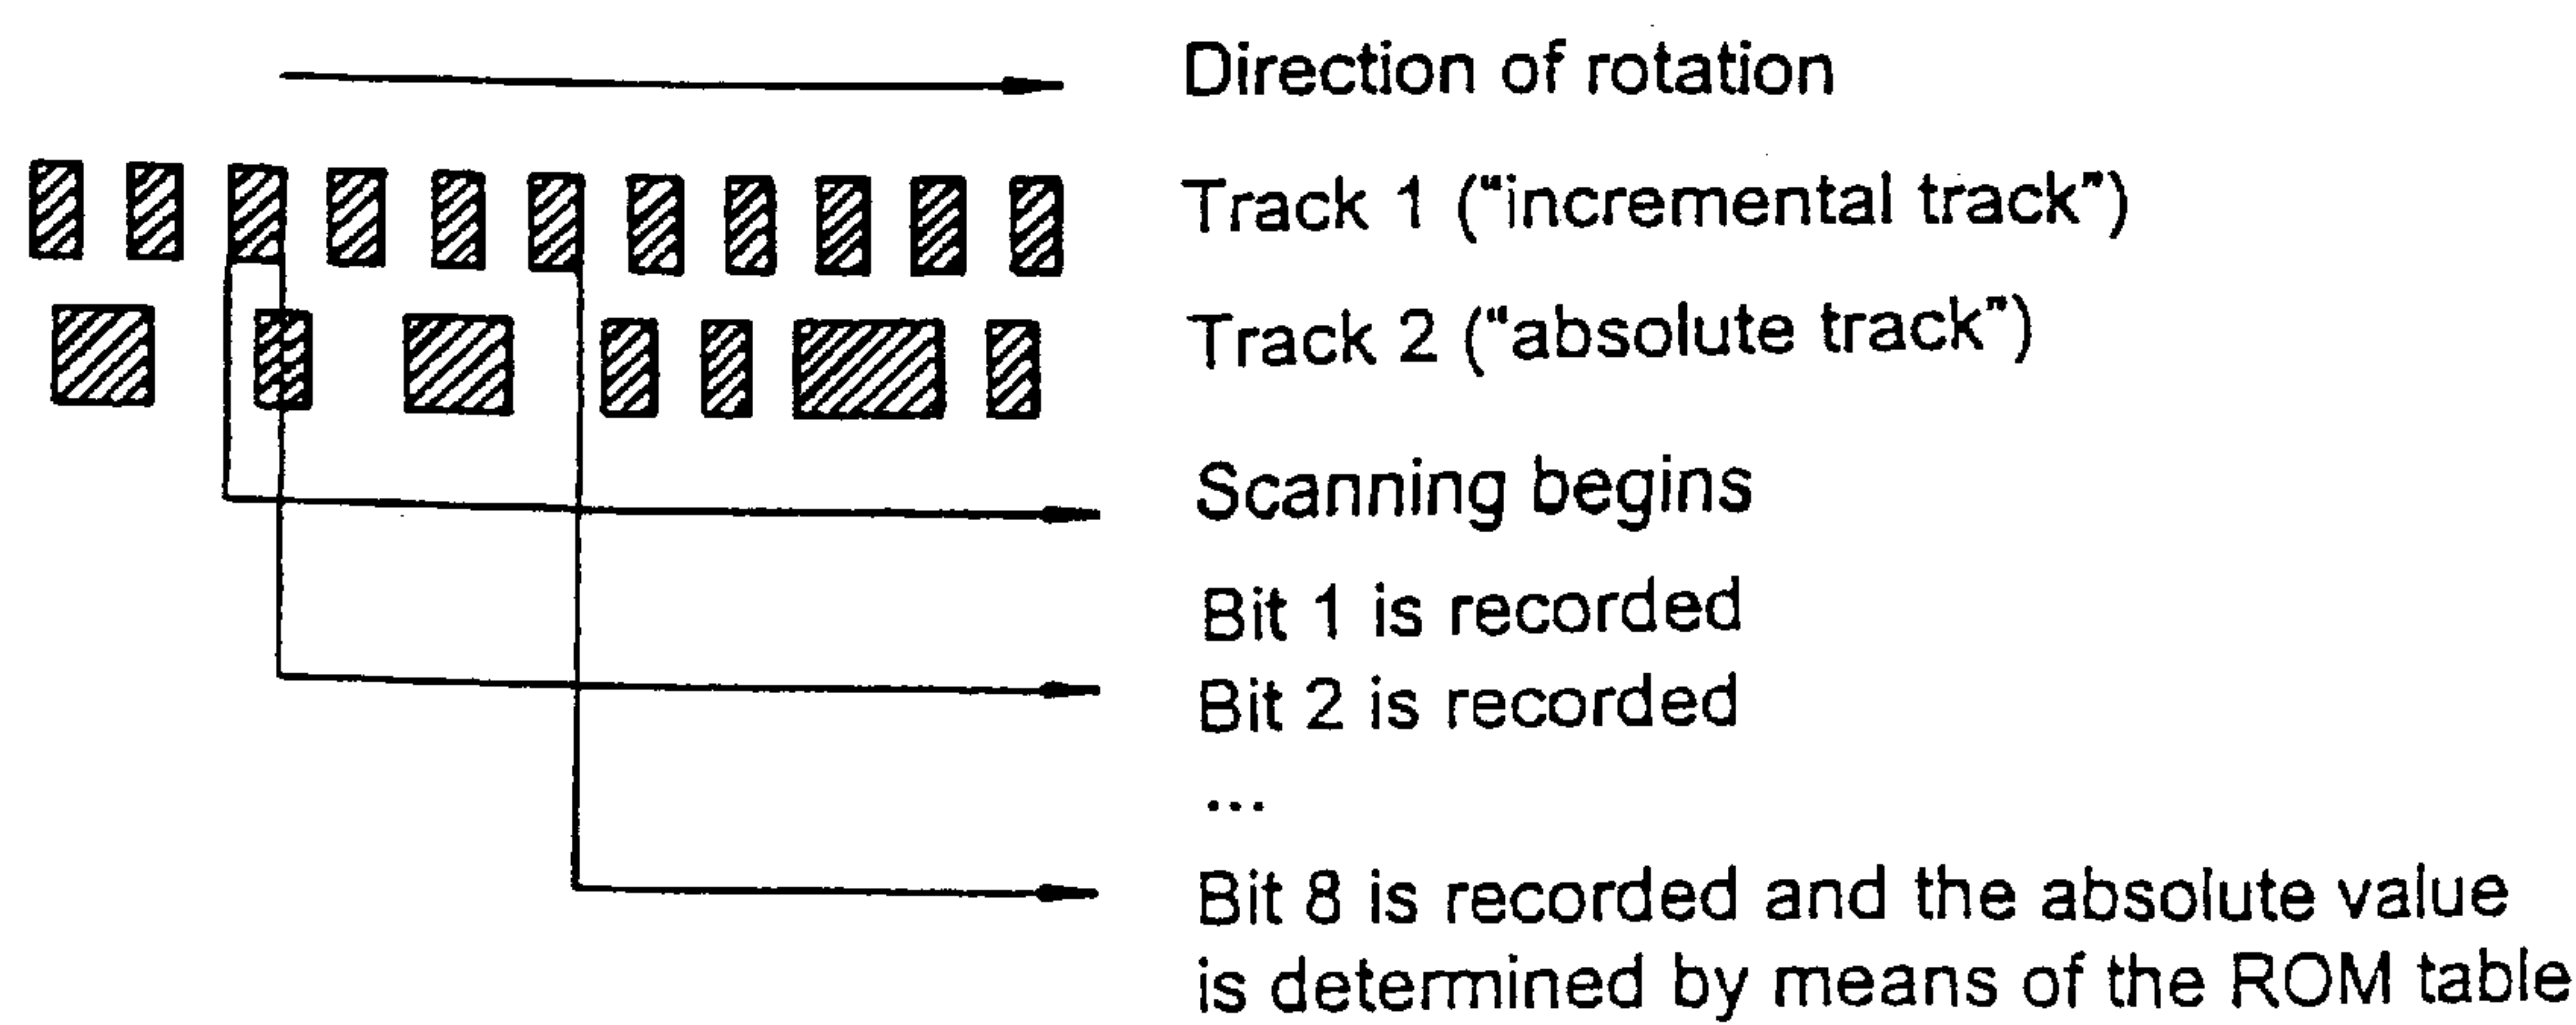 Direction of rotation
Track 1 ("incremental track")
Track 2 ("absolute track")
Scanning begins
Bit 1 is recorded
Bit 2 is recorded
...
Bit 8 is recorded and the absolute value
is determined by means of the ROM table